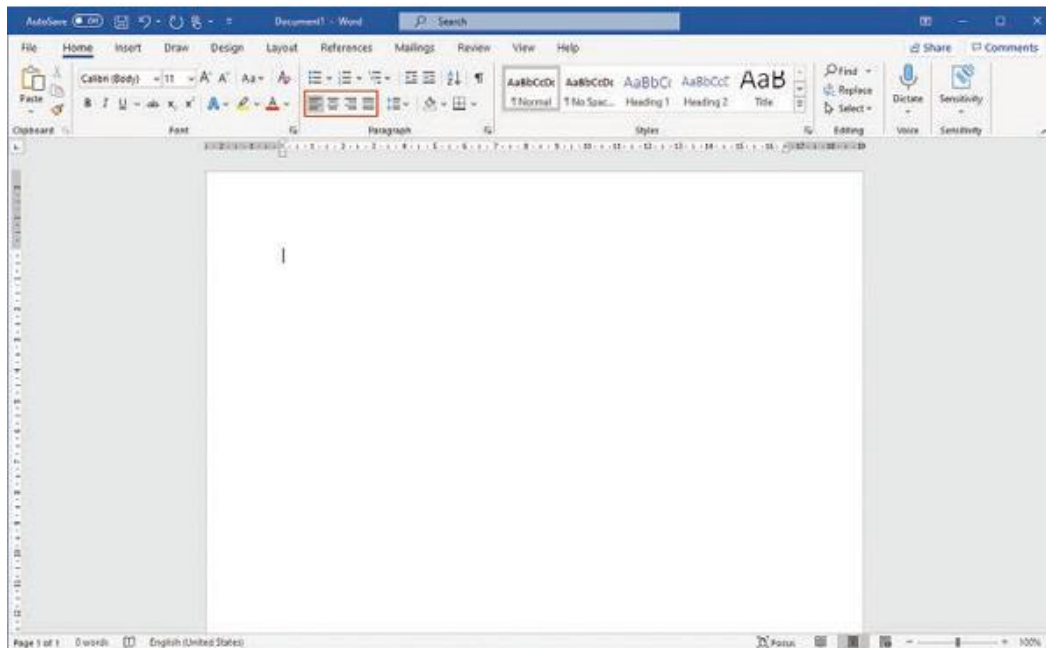 AutoSave Off Document1 - Word Search
File Home Insert Draw Design Layout References Mailings Review View Help Share Comments
Paste Calibri (Body) 11 A A Aa A AaBbCcDc AaBbCcDc AaBbCc AaBbCcC AaB Find Replace Select Dictate Sensitivity
B I U ab x x A A ¶ Normal ¶ No Spac... Heading 1 Heading 2 Title
Clipboard Font Paragraph Styles Editing Voice Sensitivity
Page 1 of 1 0 words English (United States) Focus 100%